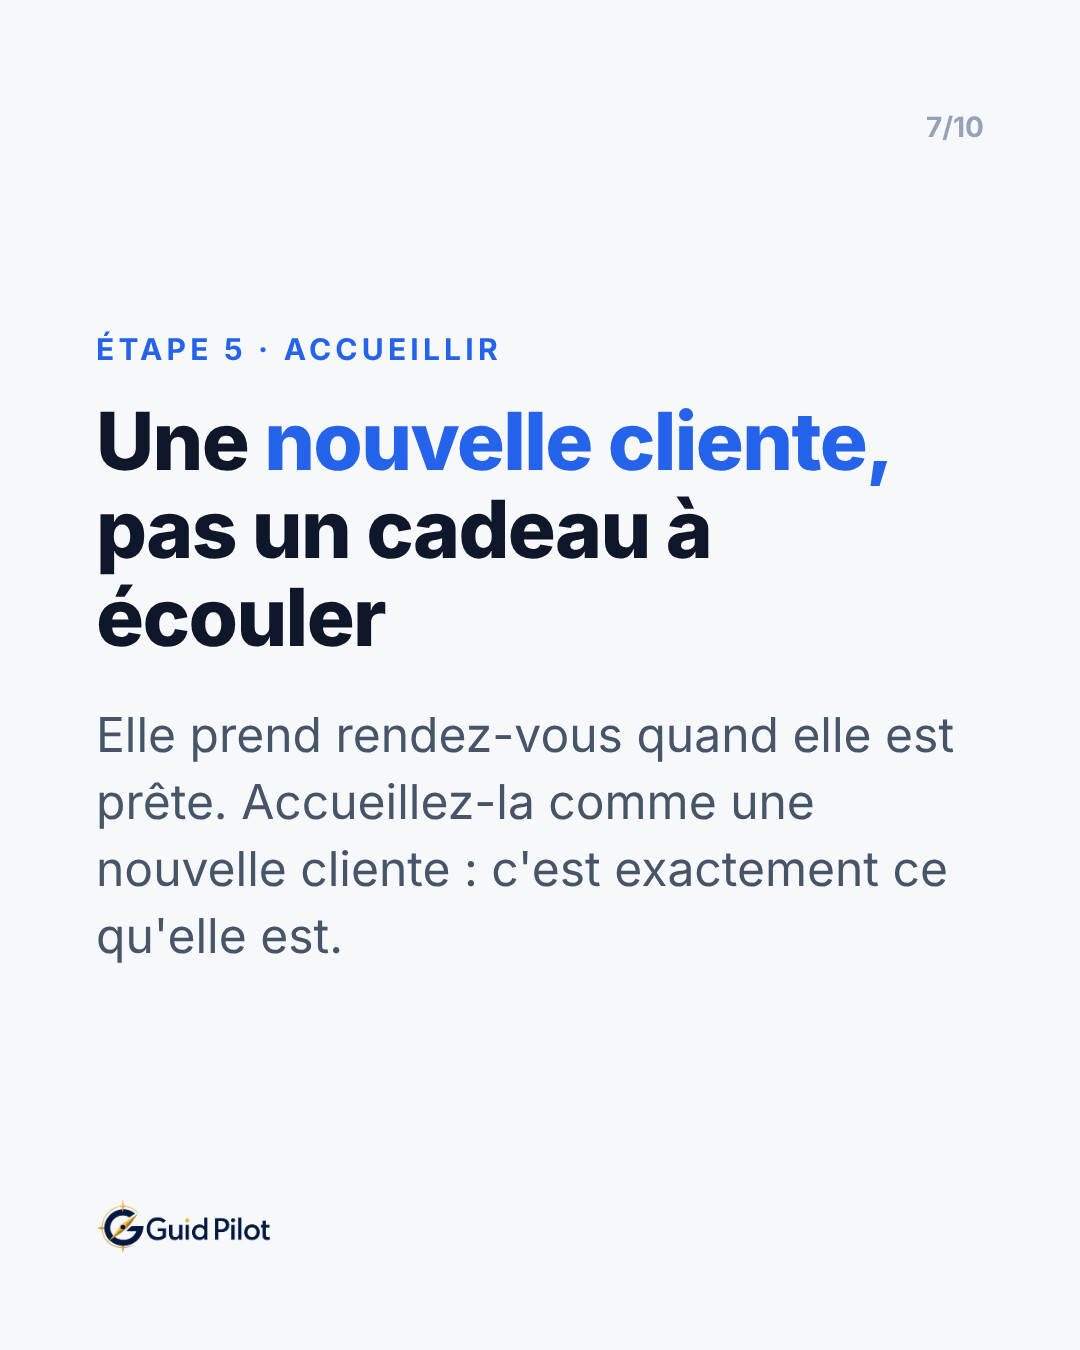 7/10
ÉTAPE 5 · ACCUEILLIR
Une nouvelle cliente,
pas un cadeau à
écouler
Elle prend rendez-vous quand elle est
prête. Accueillez-la comme une
nouvelle cliente : c'est exactement ce
qu'elle est.
Guid Pilot